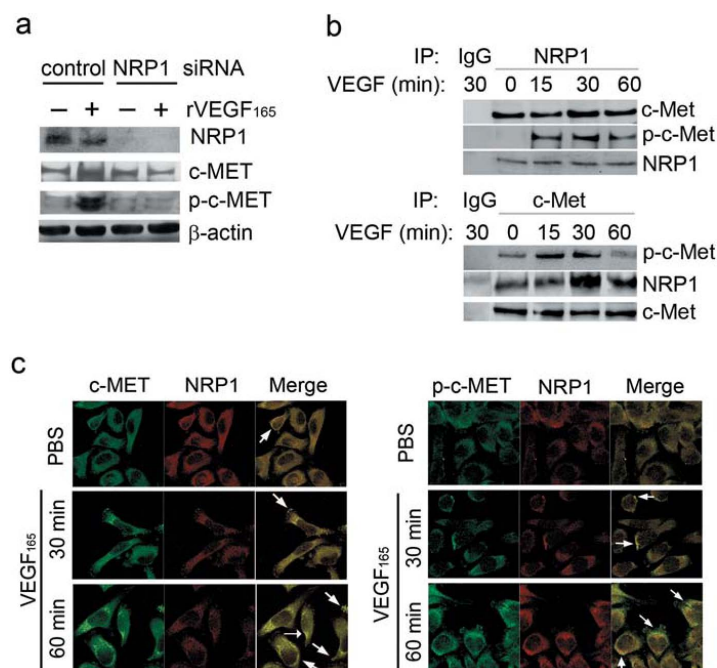 a
control NRP1 siRNA
− + − + rVEGF165
NRP1
c-MET
p-c-MET
β-actin
b
IP: IgG NRP1
VEGF (min): 30 0 15 30 60
c-Met
p-c-Met
NRP1
IP: IgG c-Met
VEGF (min): 30 0 15 30 60
p-c-Met
NRP1
c-Met
c
c-MET NRP1 Merge
PBS
VEGF165
30 min
60 min
p-c-MET NRP1 Merge
PBS
VEGF165
30 min
60 min